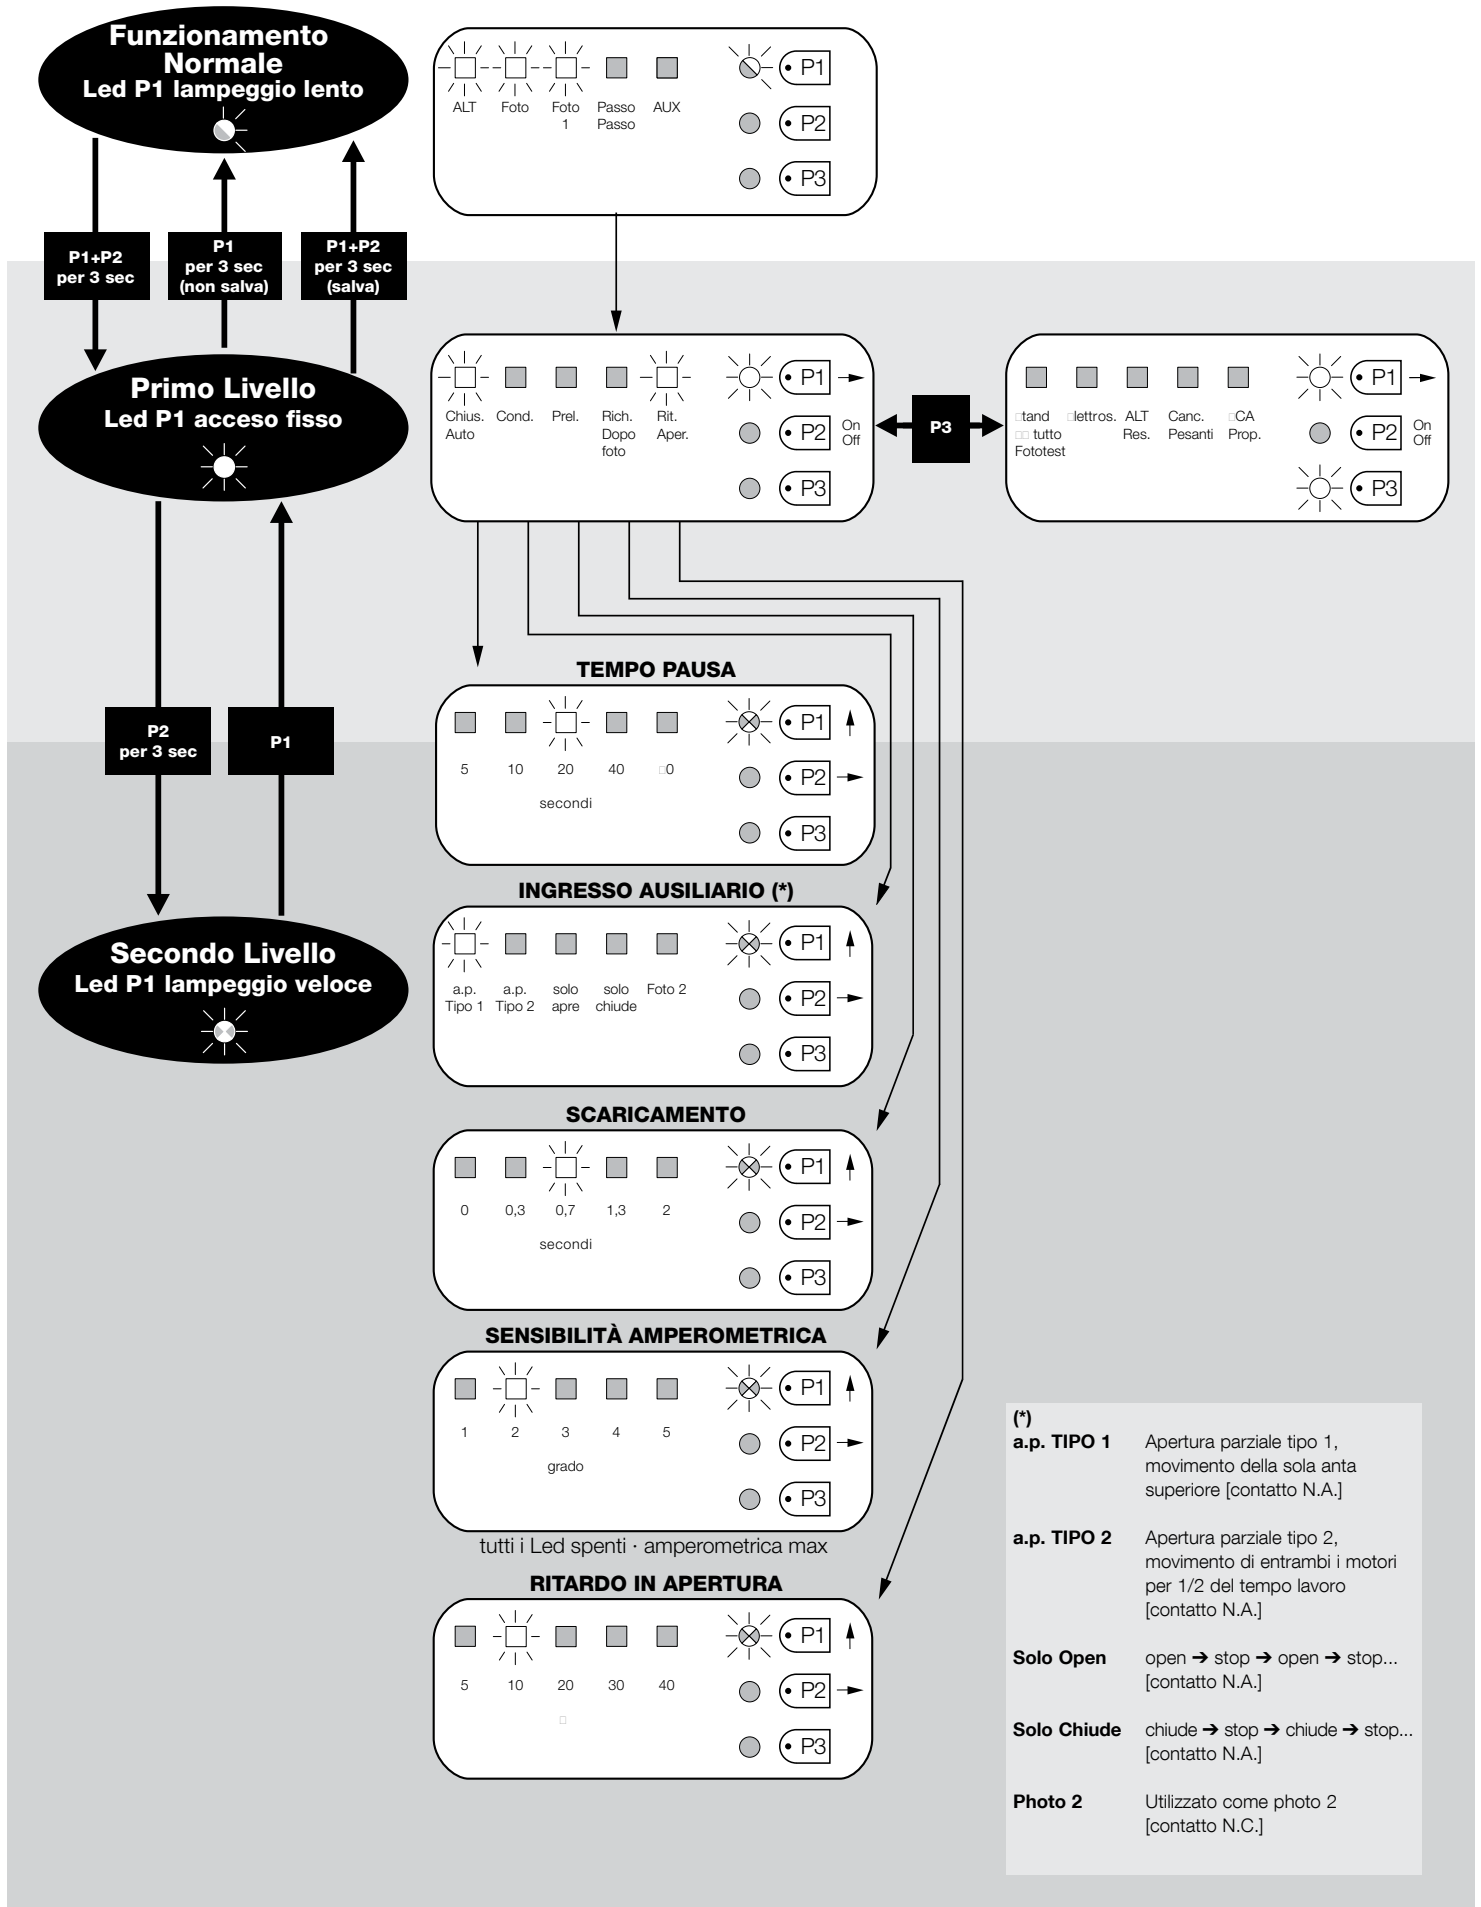 Funzionamento
Normale
Led P1 lampeggio lento
ALT Foto Foto 1 Passo Passo AUX
P1
P2
P3
P1+P2
per 3 sec
P1
per 3 sec
(non salva)
P1+P2
per 3 sec
(salva)
Primo Livello
Led P1 acceso fisso
Chius. Auto Cond. Prel. Rich. Dopo foto Rit. Aper.
P1
P2 On Off
P3
P3
tutto Fototest ALT Res. Canc. Pesanti Prop.
P1
P2 On Off
P3
P2
per 3 sec
P1
TEMPO PAUSA
5 10 20 40
secondi
P1
P2
P3
Secondo Livello
Led P1 lampeggio veloce
INGRESSO AUSILIARIO (*)
a.p. Tipo 1 a.p. Tipo 2 solo apre solo chiude Foto 2
P1
P2
P3
SCARICAMENTO
0 0,3 0,7 1,3 2
secondi
P1
P2
P3
SENSIBILITÀ AMPEROMETRICA
1 2 3 4 5
grado
P1
P2
P3
tutti i Led spenti · amperometrica max
RITARDO IN APERTURA
5 10 20 30 40
P1
P2
P3
(*)
a.p. TIPO 1 Apertura parziale tipo 1,
movimento della sola anta
superiore [contatto N.A.]
a.p. TIPO 2 Apertura parziale tipo 2,
movimento di entrambi i motori
per 1/2 del tempo lavoro
[contatto N.A.]
Solo Open open ➔ stop ➔ open ➔ stop...
[contatto N.A.]
Solo Chiude chiude ➔ stop ➔ chiude ➔ stop...
[contatto N.A.]
Photo 2 Utilizzato come photo 2
[contatto N.C.]